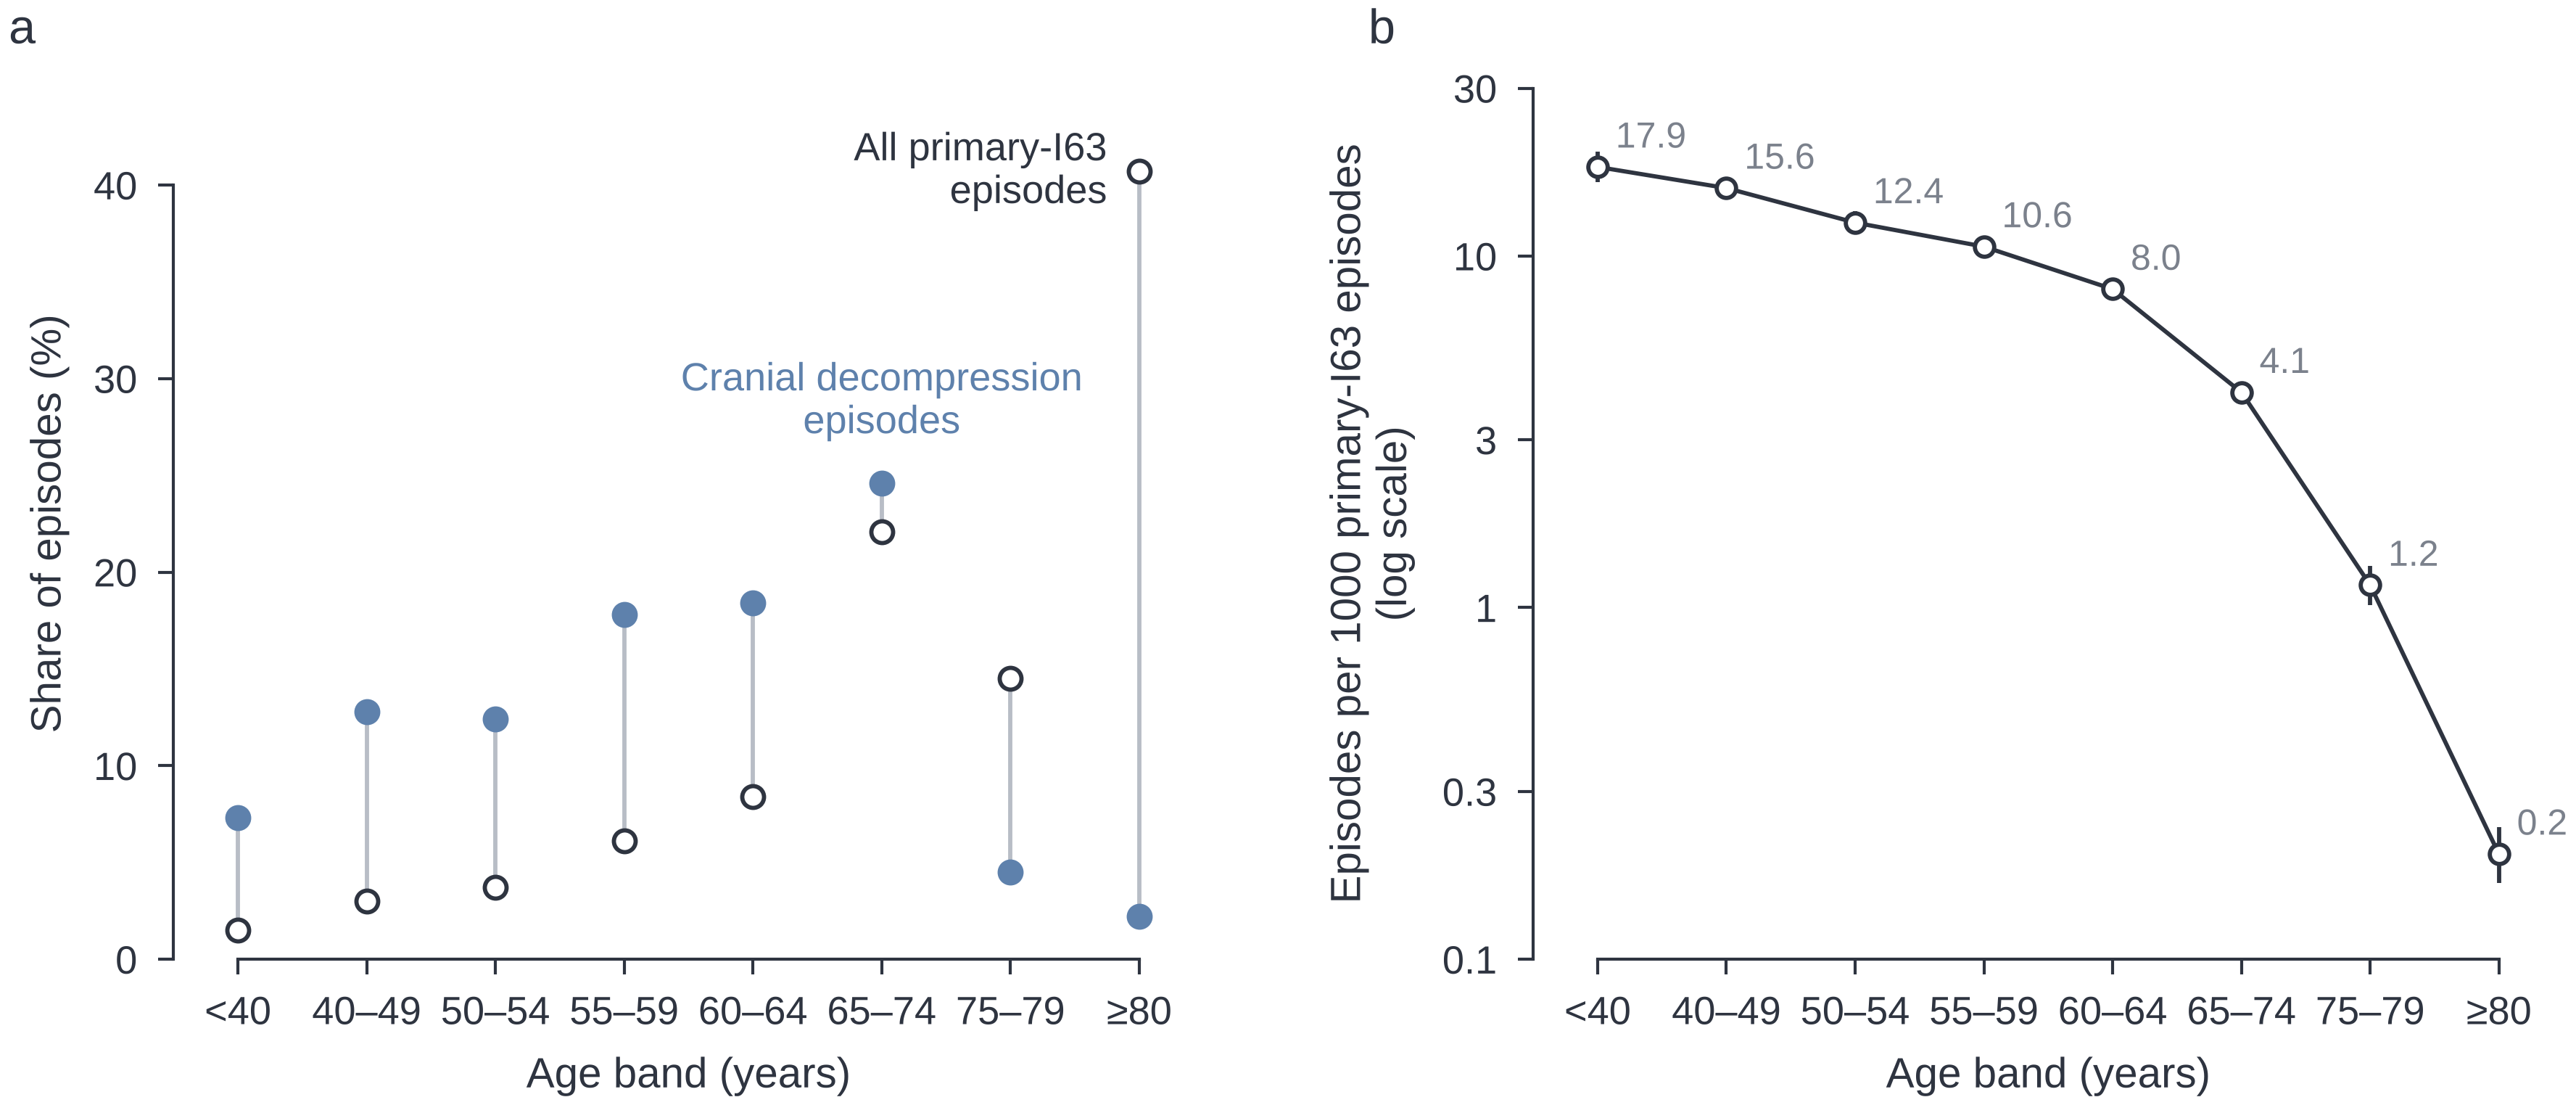 a
All primary-I63
episodes
Cranial decompression
episodes
Share of episodes (%)
40
30
20
10
0
<40 40–49 50–54 55–59 60–64 65–74 75–79 ≥80
Age band (years)
b
Episodes per 1000 primary-I63 episodes
(log scale)
30
10
3
1
0.3
0.1
17.9
15.6
12.4
10.6
8.0
4.1
1.2
0.2
<40 40–49 50–54 55–59 60–64 65–74 75–79 ≥80
Age band (years)